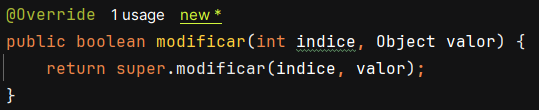 @Override 1 usage new *
public boolean modificar(int indice, Object valor) {
    return super.modificar(indice, valor);
}